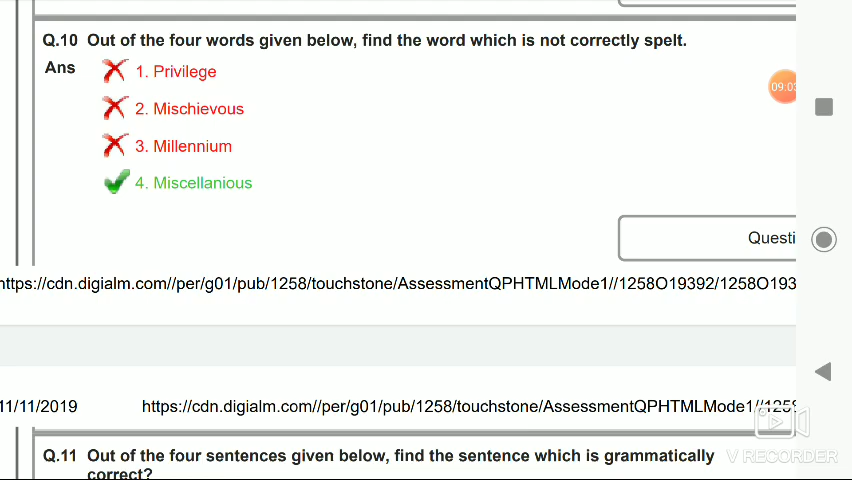 Q.10 Out of the four words given below, find the word which is not correctly spelt.
Ans 1. Privilege
2. Mischievous
3. Millennium
4. Miscellanious
09:0
Questi
https://cdn.digialm.com//per/g01/pub/1258/touchstone/AssessmentQPHTMLMode1//1258O19392/1258O193
11/11/2019 https://cdn.digialm.com//per/g01/pub/1258/touchstone/AssessmentQPHTMLMode1//1258
V RECORDER
Q.11 Out of the four sentences given below, find the sentence which is grammatically
correct?